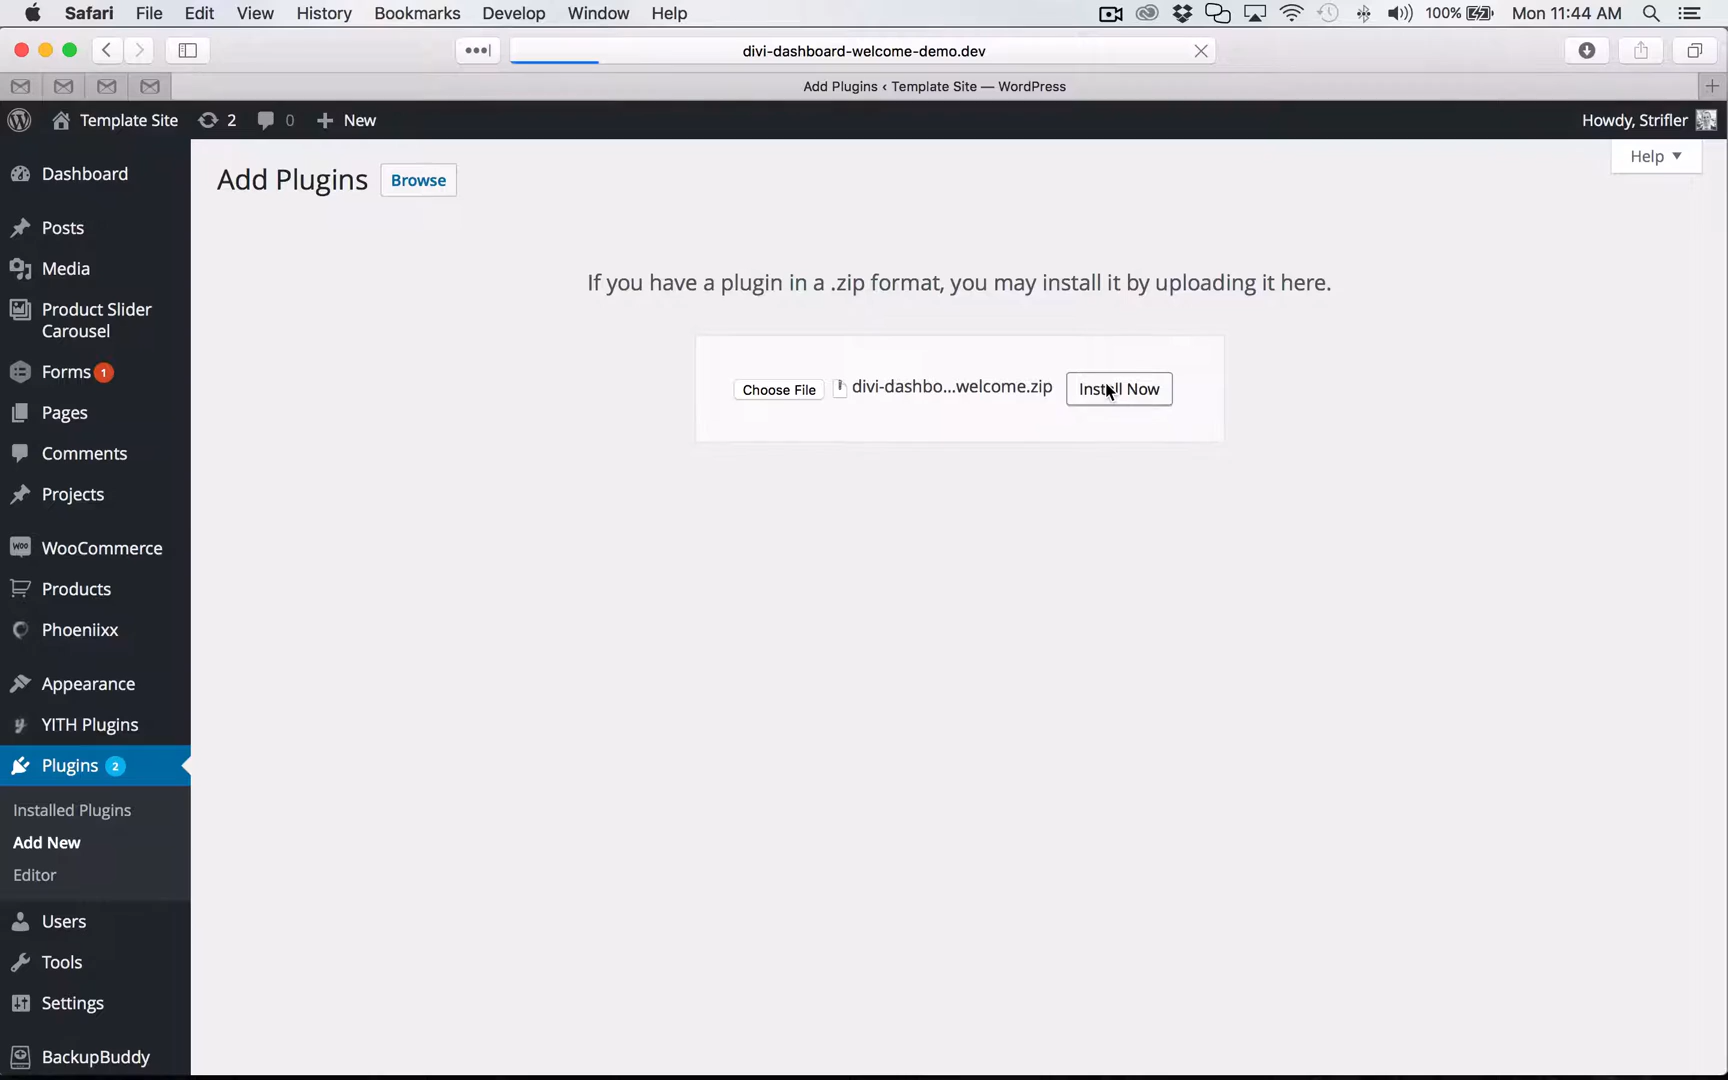 Safari File Edit View History Bookmarks Develop Window Help 100% Mon 11:44 AM
divi-dashboard-welcome-demo.dev
Add Plugins ‹ Template Site — WordPress
Template Site 2 0 New Howdy, Strifler
Help
Add Plugins Browse
Dashboard
Posts
Media
Product Slider
Carousel
Forms 1
Pages
Comments
Projects
WooCommerce
Products
Phoeniixx
Appearance
YITH Plugins
Plugins 2
Installed Plugins
Add New
Editor
Users
Tools
Settings
BackupBuddy
If you have a plugin in a .zip format, you may install it by uploading it here.
Choose File divi-dashbo...welcome.zip Install Now